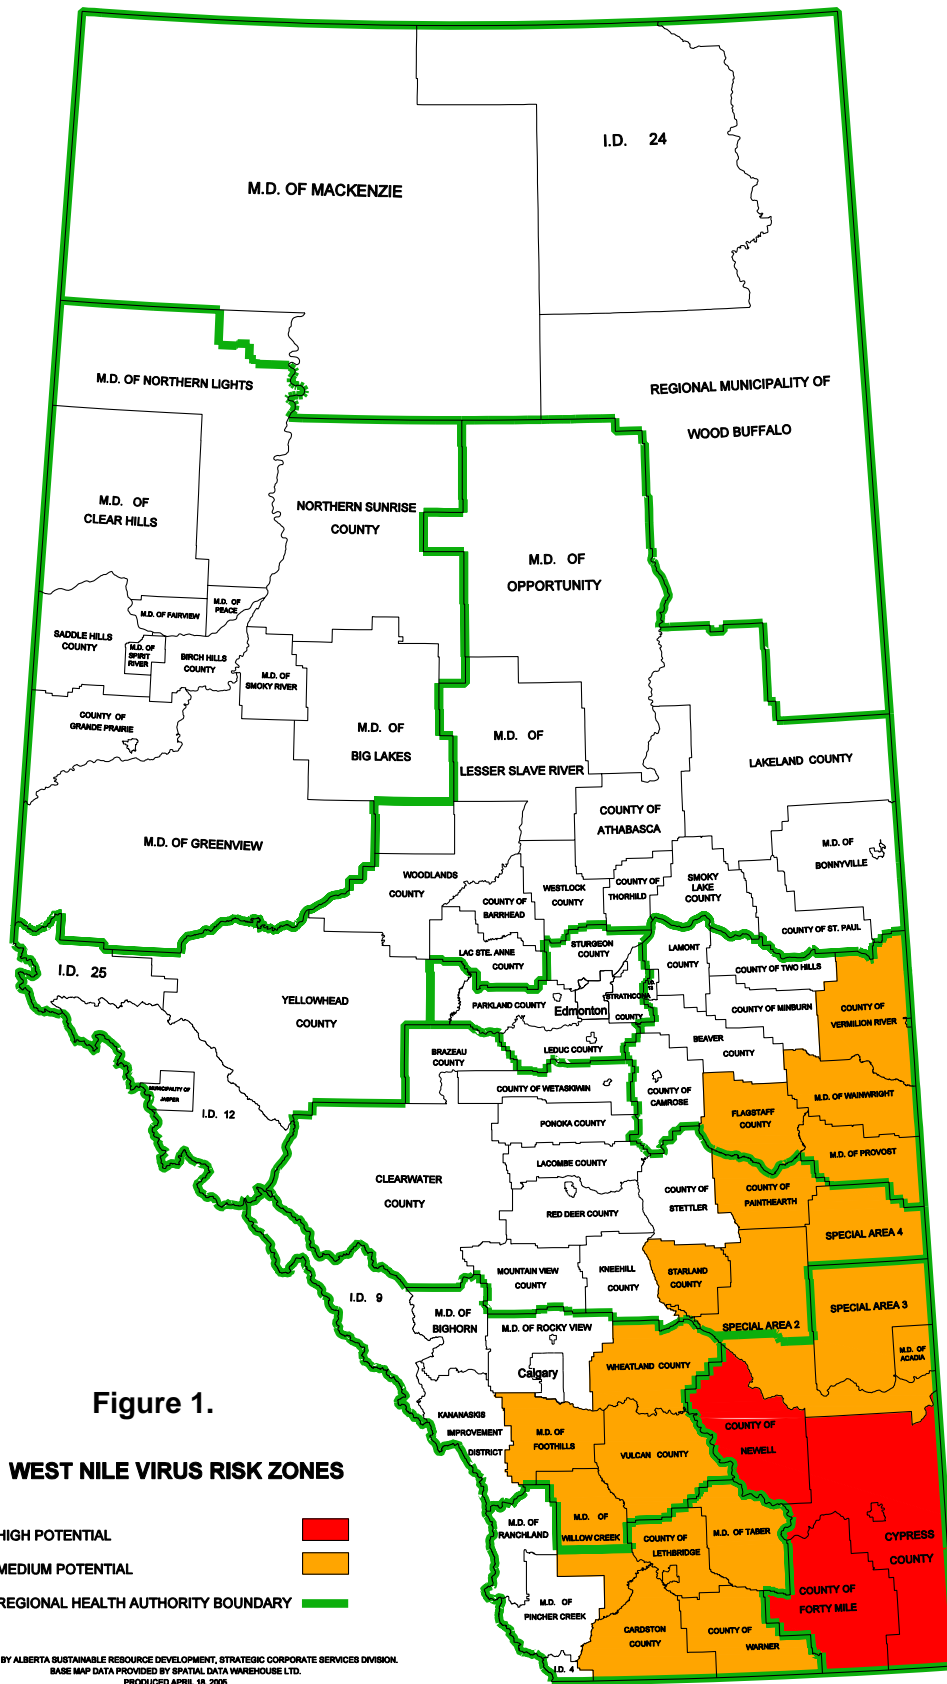 I.D. 24
M.D. OF MACKENZIE
M.D. OF NORTHERN LIGHTS
REGIONAL MUNICIPALITY OF
WOOD BUFFALO
M.D. OF
CLEAR HILLS
NORTHERN SUNRISE
COUNTY
M.D. OF
OPPORTUNITY
M.D. OF
PEACE
M.D. OF FAIRVIEW
SADDLE HILLS
COUNTY
M.D. OF
SPIRIT
RIVER
BIRCH HILLS
COUNTY
M.D. OF
SMOKY RIVER
COUNTY OF
GRANDE PRAIRIE
M.D. OF
BIG LAKES
M.D. OF
LESSER SLAVE RIVER
LAKELAND COUNTY
COUNTY OF
ATHABASCA
M.D. OF GREENVIEW
M.D. OF
BONNYVILLE
WOODLANDS
COUNTY
COUNTY OF
BARRHEAD
WESTLOCK
COUNTY
COUNTY OF
THORHILD
SMOKY
LAKE
COUNTY
COUNTY OF ST. PAUL
LAC STE. ANNE
COUNTY
STURGEON
COUNTY
LAMONT
COUNTY
COUNTY OF TWO HILLS
I.D. 25
YELLOWHEAD
COUNTY
PARKLAND COUNTY
Edmonton
STRATHCONA
COUNTY
COUNTY OF MINBURN
COUNTY OF
VERMILION RIVER
BRAZEAU
COUNTY
LEDUC COUNTY
BEAVER
COUNTY
MUNICIPALITY OF
JASPER
I.D. 12
COUNTY OF WETASKIWIN
COUNTY OF
CAMROSE
M.D. OF WAINWRIGHT
FLAGSTAFF
COUNTY
PONOKA COUNTY
M.D. OF PROVOST
LACOMBE COUNTY
CLEARWATER
COUNTY
COUNTY OF
STETTLER
COUNTY OF
PAINTHEARTH
RED DEER COUNTY
SPECIAL AREA 4
MOUNTAIN VIEW
COUNTY
KNEEHILL
COUNTY
STARLAND
COUNTY
I.D. 9
M.D. OF
BIGHORN
M.D. OF ROCKY VIEW
SPECIAL AREA 2
SPECIAL AREA 3
M.D. OF
ACADIA
Calgary
WHEATLAND COUNTY
Figure 1.
KANANASKIS
IMPROVEMENT
DISTRICT
M.D. OF
FOOTHILLS
VULCAN COUNTY
COUNTY OF
NEWELL
WEST NILE VIRUS RISK ZONES
M.D. OF
RANCHLAND
M.D. OF
WILLOW CREEK
COUNTY OF
LETHBRIDGE
M.D. OF TABER
CYPRESS
COUNTY
HIGH POTENTIAL
MEDIUM POTENTIAL
REGIONAL HEALTH AUTHORITY BOUNDARY
M.D. OF
PINCHER CREEK
COUNTY OF
FORTY MILE
CARDSTON
COUNTY
COUNTY OF
WARNER
I.D. 4
BY ALBERTA SUSTAINABLE RESOURCE DEVELOPMENT, STRATEGIC CORPORATE SERVICES DIVISION.
BASE MAP DATA PROVIDED BY SPATIAL DATA WAREHOUSE LTD.
PRODUCED APRIL 18, 2005